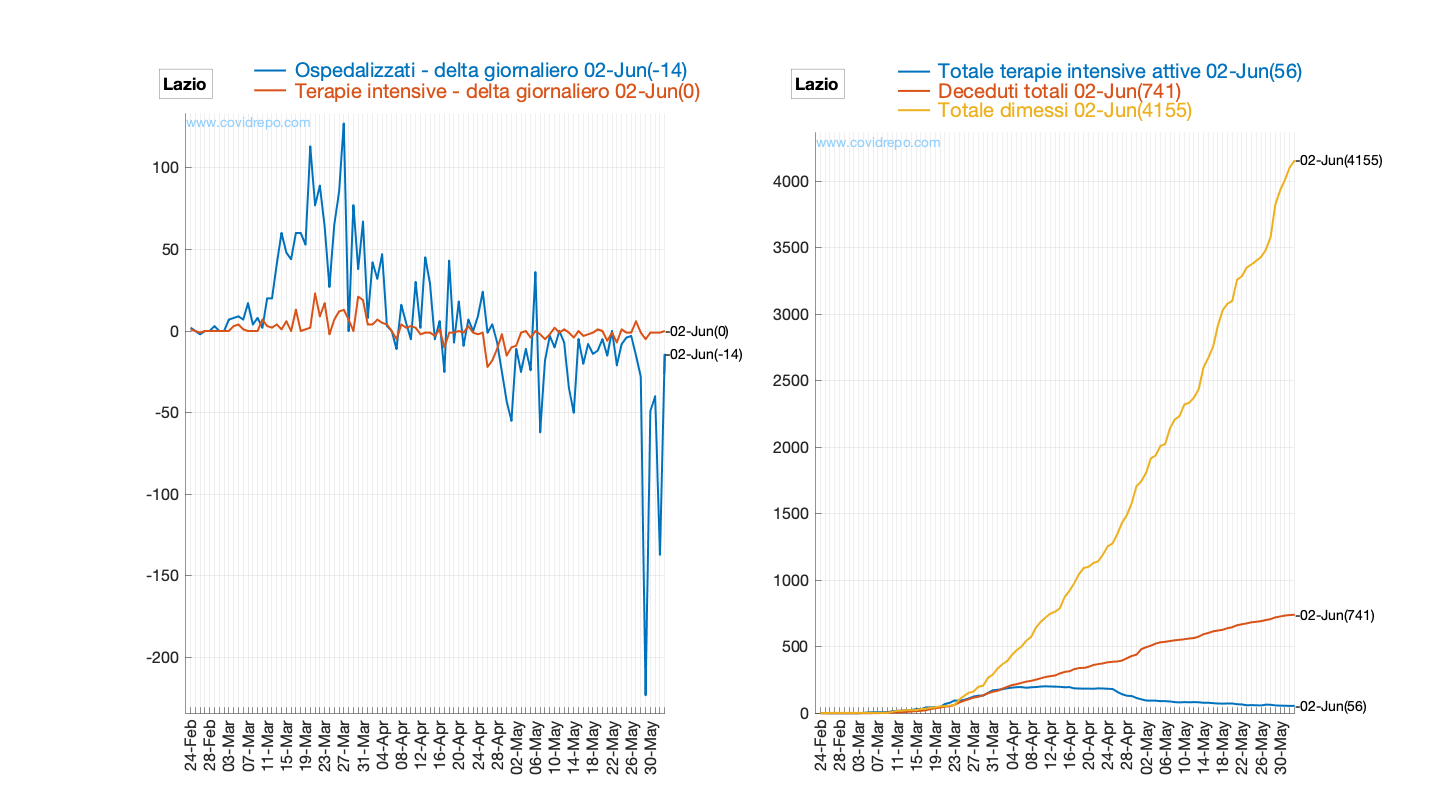 Lazio
Ospedalizzati - delta giornaliero 02-Jun(-14)
Terapie intensive - delta giornaliero 02-Jun(0)
www.covidrepo.com
100
50
0
-50
-100
-150
-200
-02-Jun(0)
-02-Jun(-14)
24-Feb
28-Feb
03-Mar
07-Mar
11-Mar
15-Mar
19-Mar
23-Mar
27-Mar
31-Mar
04-Apr
08-Apr
12-Apr
16-Apr
20-Apr
24-Apr
28-Apr
02-May
06-May
10-May
14-May
18-May
22-May
26-May
30-May
Lazio
Totale terapie intensive attive 02-Jun(56)
Deceduti totali 02-Jun(741)
Totale dimessi 02-Jun(4155)
www.covidrepo.com
4000
3500
3000
2500
2000
1500
1000
500
0
-02-Jun(4155)
-02-Jun(741)
-02-Jun(56)
24-Feb
28-Feb
03-Mar
07-Mar
11-Mar
15-Mar
19-Mar
23-Mar
27-Mar
31-Mar
04-Apr
08-Apr
12-Apr
16-Apr
20-Apr
24-Apr
28-Apr
02-May
06-May
10-May
14-May
18-May
22-May
26-May
30-May